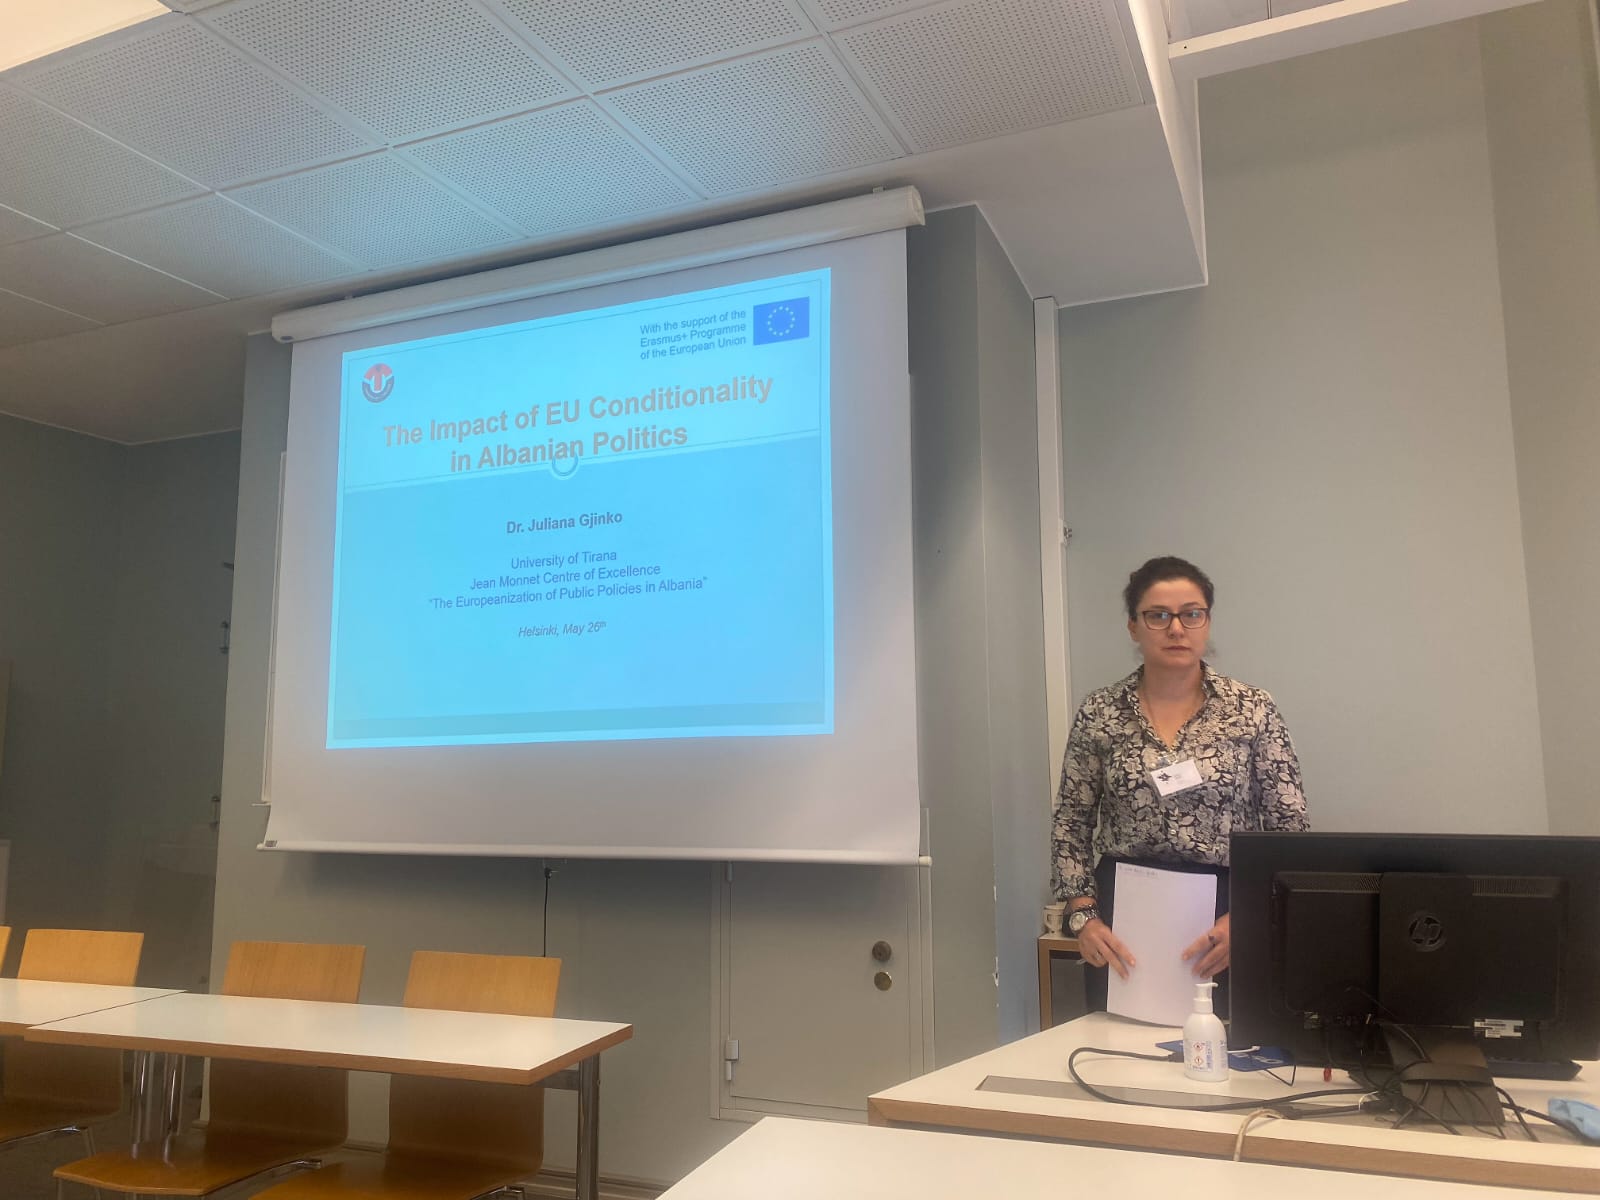 With the support of the
Erasmus+ Programme
of the European Union
The Impact of EU Conditionality
in Albanian Politics
Dr. Juliana Gjinko
University of Tirana
Jean Monnet Centre of Excellence
"The Europeanization of Public Policies in Albania"
Helsinki, May 26th
hp